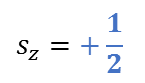 s_z = + 1/2